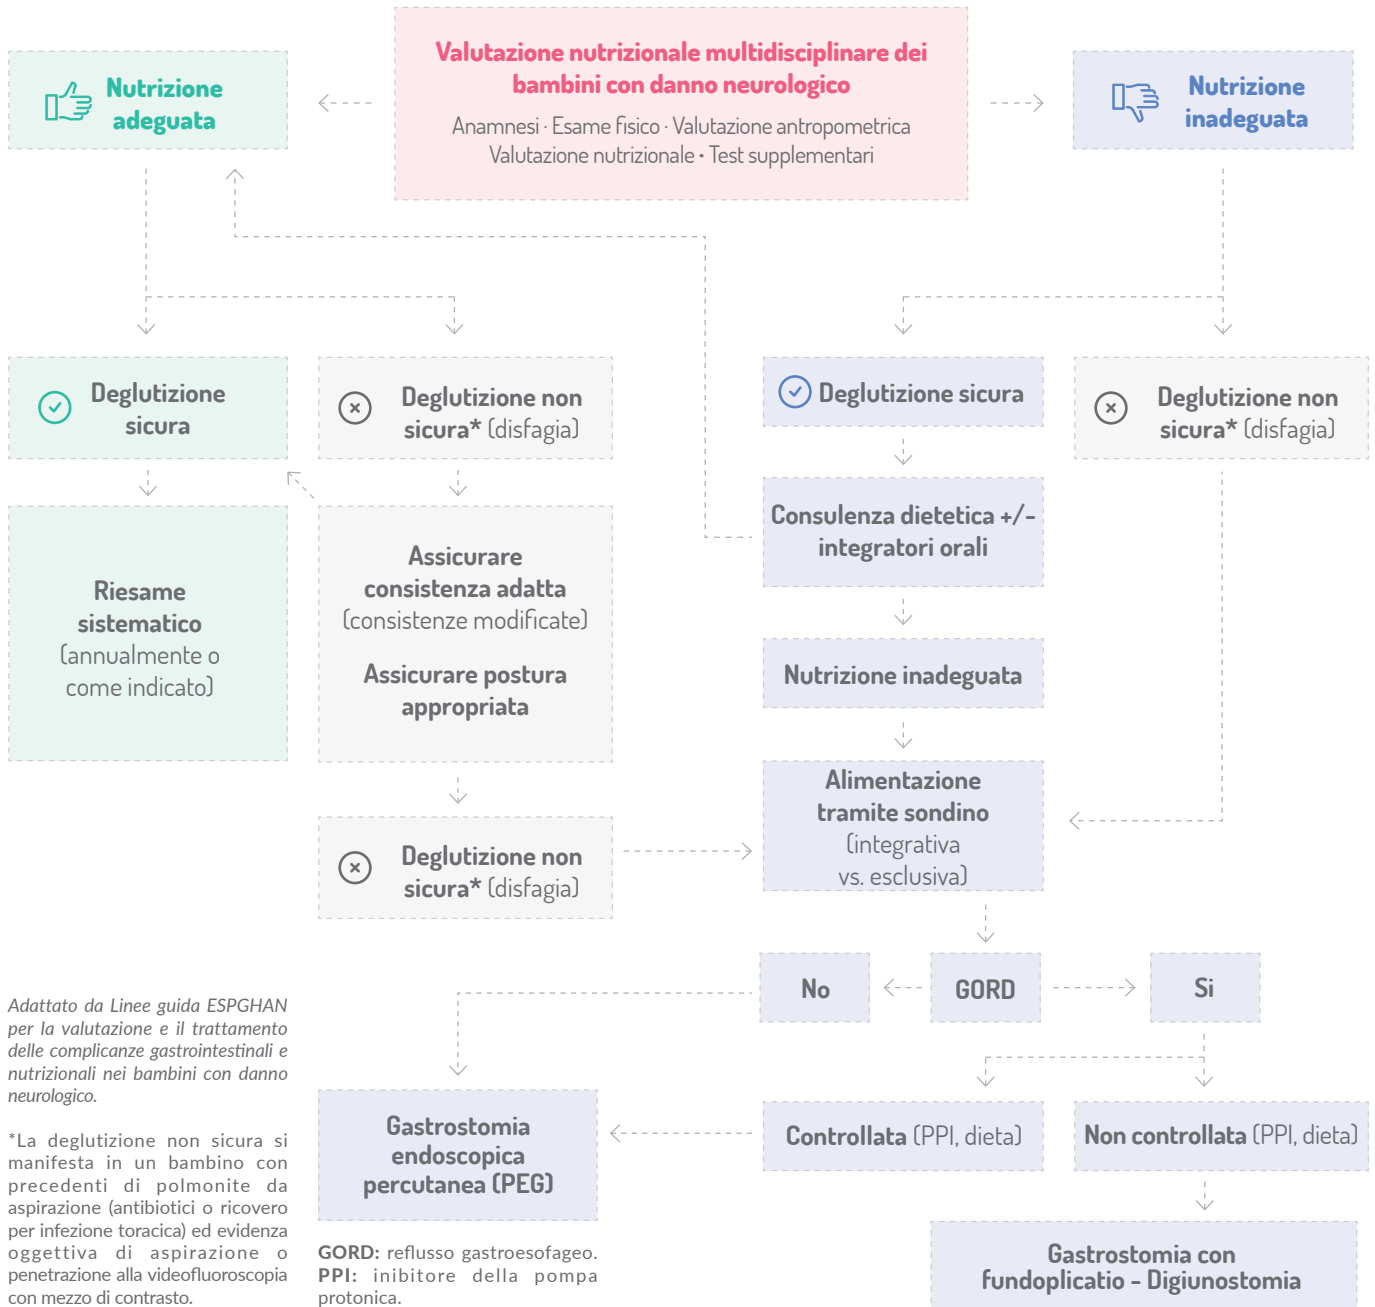 Valutazione nutrizionale multidisciplinare dei
bambini con danno neurologico
Anamnesi · Esame fisico · Valutazione antropometrica
Valutazione nutrizionale • Test supplementari
Nutrizione
adeguata
Nutrizione
inadeguata
Deglutizione
sicura
Deglutizione non
sicura* (disfagia)
Deglutizione sicura
Deglutizione non
sicura* (disfagia)
Riesame
sistematico
(annualmente o
come indicato)
Assicurare
consistenza adatta
(consistenze modificate)
Assicurare postura
appropriata
Consulenza dietetica +/-
integratori orali
Nutrizione inadeguata
Alimentazione
tramite sondino
(integrativa
vs. esclusiva)
Deglutizione non
sicura* (disfagia)
No
GORD
Si
Controllata (PPI, dieta)
Non controllata (PPI, dieta)
Gastrostomia
endoscopica
percutanea (PEG)
Gastrostomia con
fundoplicatio - Digiunostomia
Adattato da Linee guida ESPGHAN
per la valutazione e il trattamento
delle complicanze gastrointestinali e
nutrizionali nei bambini con danno
neurologico.
*La deglutizione non sicura si
manifesta in un bambino con
precedenti di polmonite da
aspirazione (antibiotici o ricovero
per infezione toracica) ed evidenza
oggettiva di aspirazione o
penetrazione alla videofluoroscopia
con mezzo di contrasto.
GORD: reflusso gastroesofageo.
PPI: inibitore della pompa
protonica.